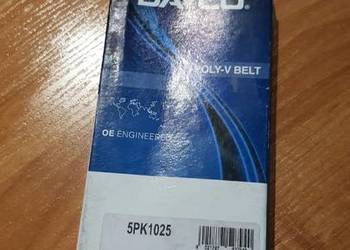 DAYCO®
POLY-V BELT
OE ENGINEERED
5PK1025